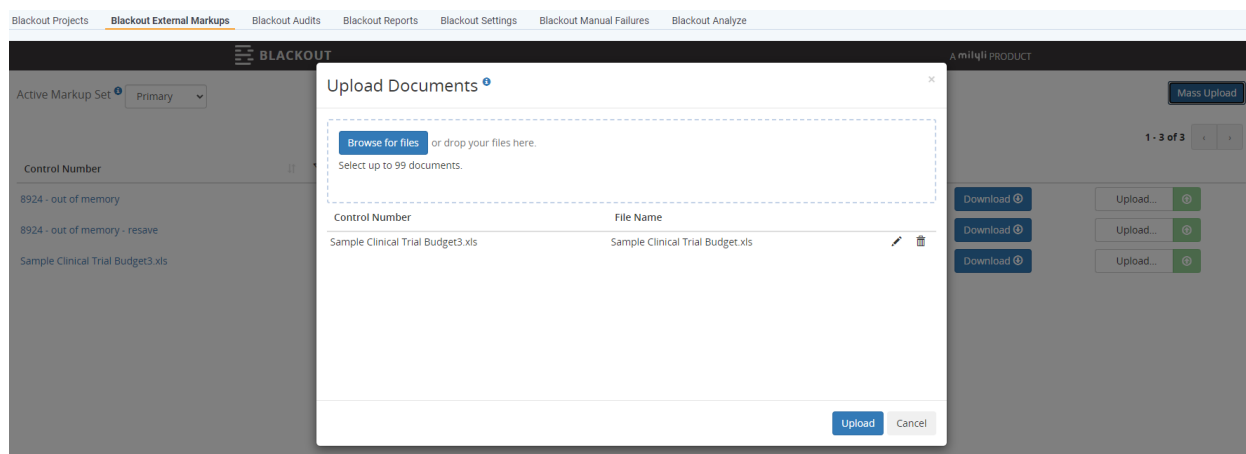 Blackout Projects Blackout External Markups Blackout Audits Blackout Reports Blackout Settings Blackout Manual Failures Blackout Analyze
BLACKOUT
A milyli PRODUCT
Active Markup Set Primary
Mass Upload
1 - 3 of 3
Control Number
8924 - out of memory Download Upload...
8924 - out of memory - resave Download Upload...
Sample Clinical Trial Budget3.xls Download Upload...
Upload Documents
×
Browse for files or drop your files here.
Select up to 99 documents.
Control Number File Name
Sample Clinical Trial Budget3.xls Sample Clinical Trial Budget.xls
Upload Cancel